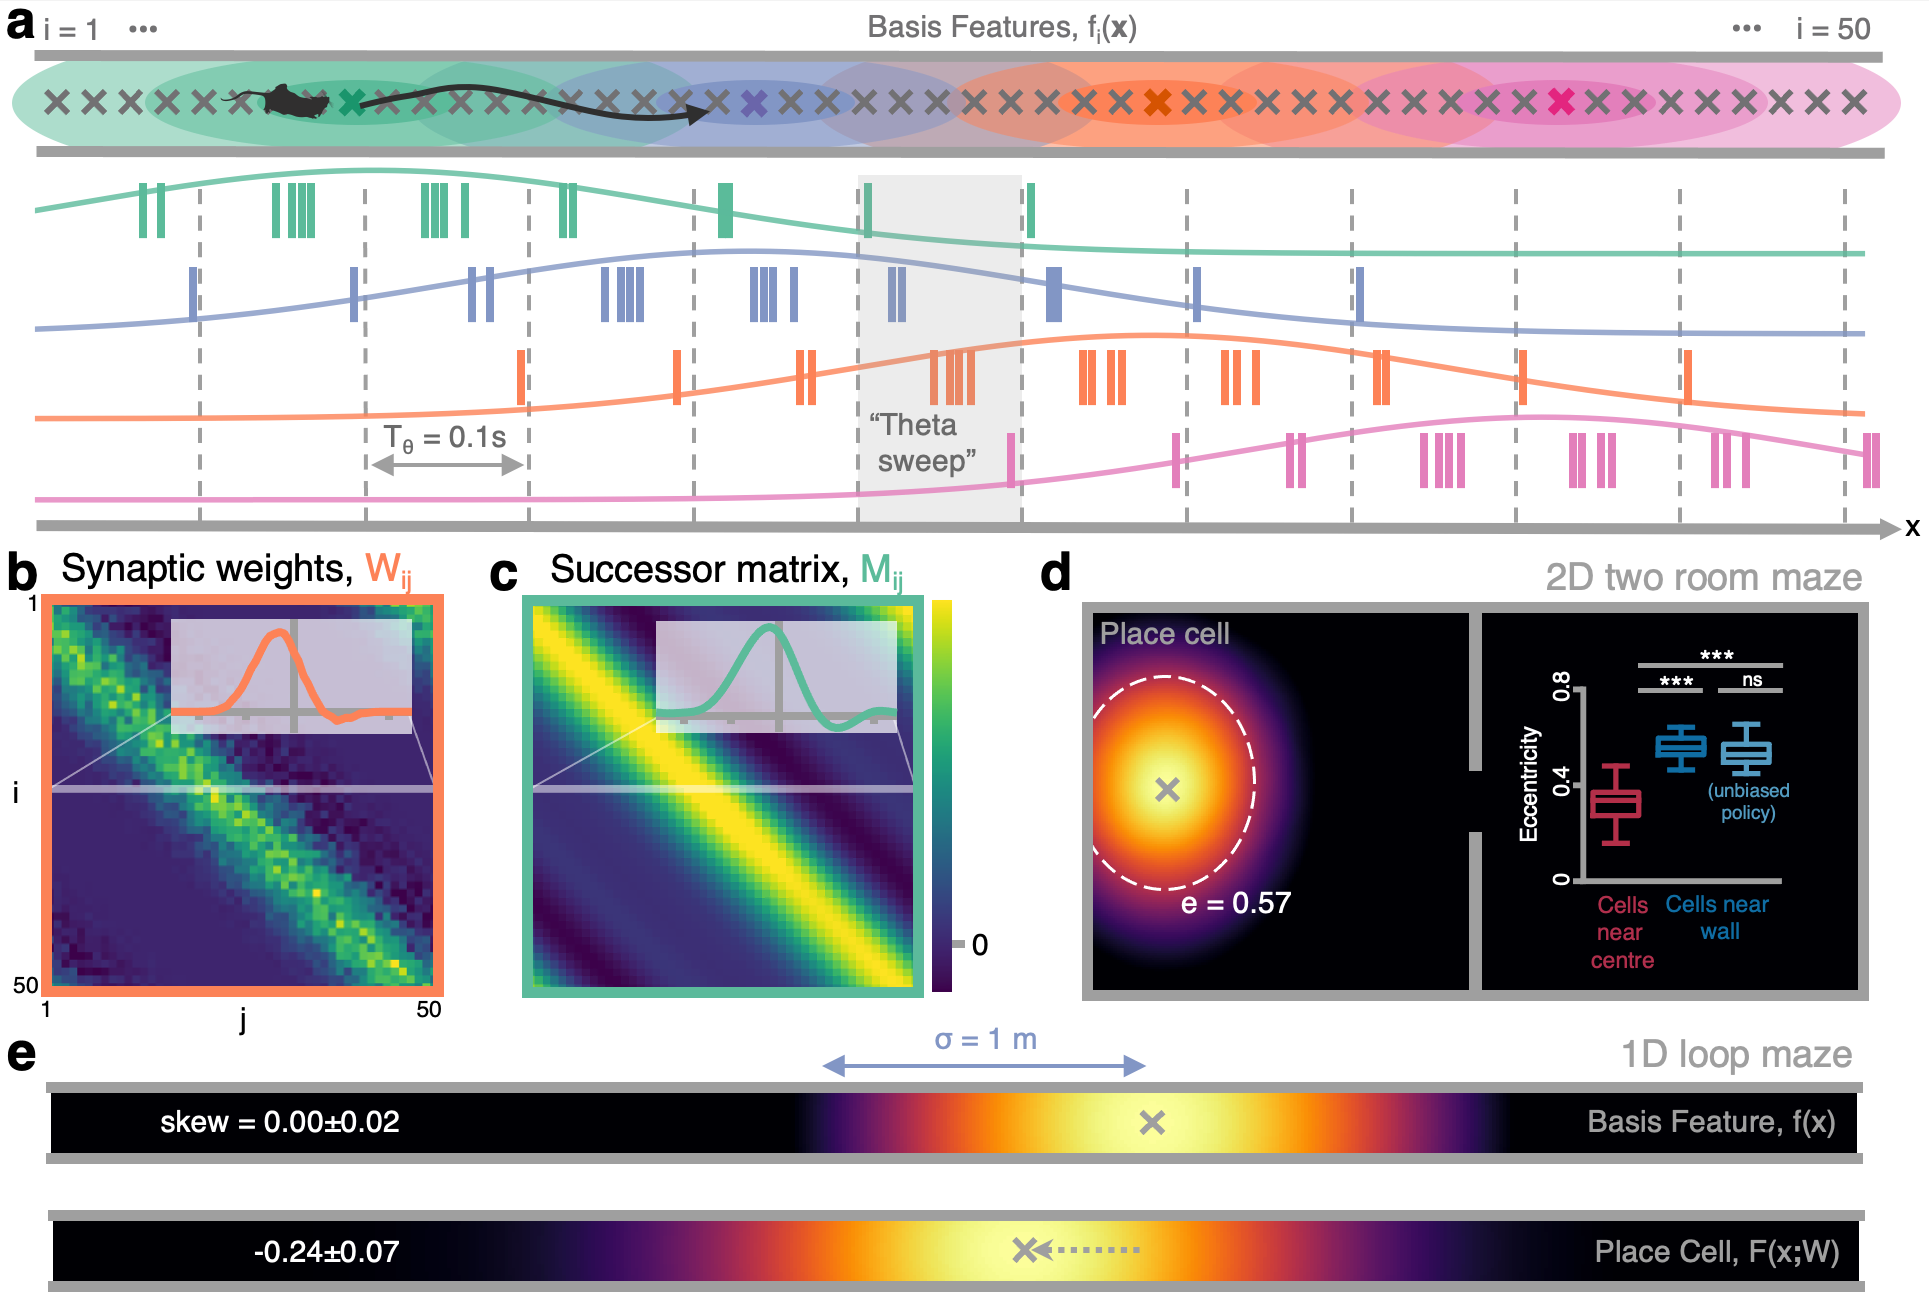 a
i = 1 ••• Basis Features, fᵢ(x) ••• i = 50
Tθ = 0.1s
“Theta
sweep”
x
b Synaptic weights, Wᵢⱼ
1
i
50
1 j 50
c Successor matrix, Mᵢⱼ
0
d 2D two room maze
Place cell
e = 0.57
Eccentricity
0.8
0.4
0
***
*** ns
(unbiased
policy)
Cells
near
centre
Cells near
wall
e σ = 1 m 1D loop maze
skew = 0.00±0.02 Basis Feature, f(x)
-0.24±0.07 Place Cell, F(x;W)